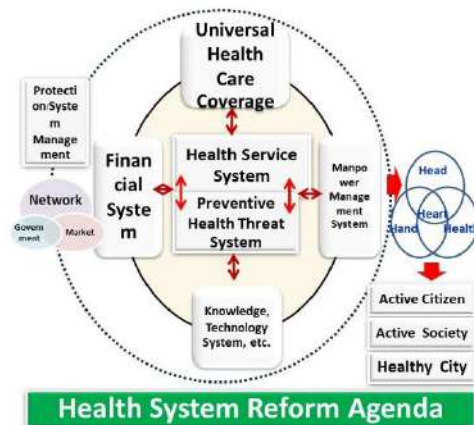 Universal
Health
Care
Coverage
Protecti
on/Syste
m
Manage
ment
Network
Govern
ment
Market
Finan
cial
Syste
m
Health Service
System
Preventive
Health Threat
System
Manpo
wer
Manage
ment
System
Knowledge,
Technology
System, etc.
Head
Heart
Hand
Health
Active Citizen
Active Society
Healthy City
Health System Reform Agenda